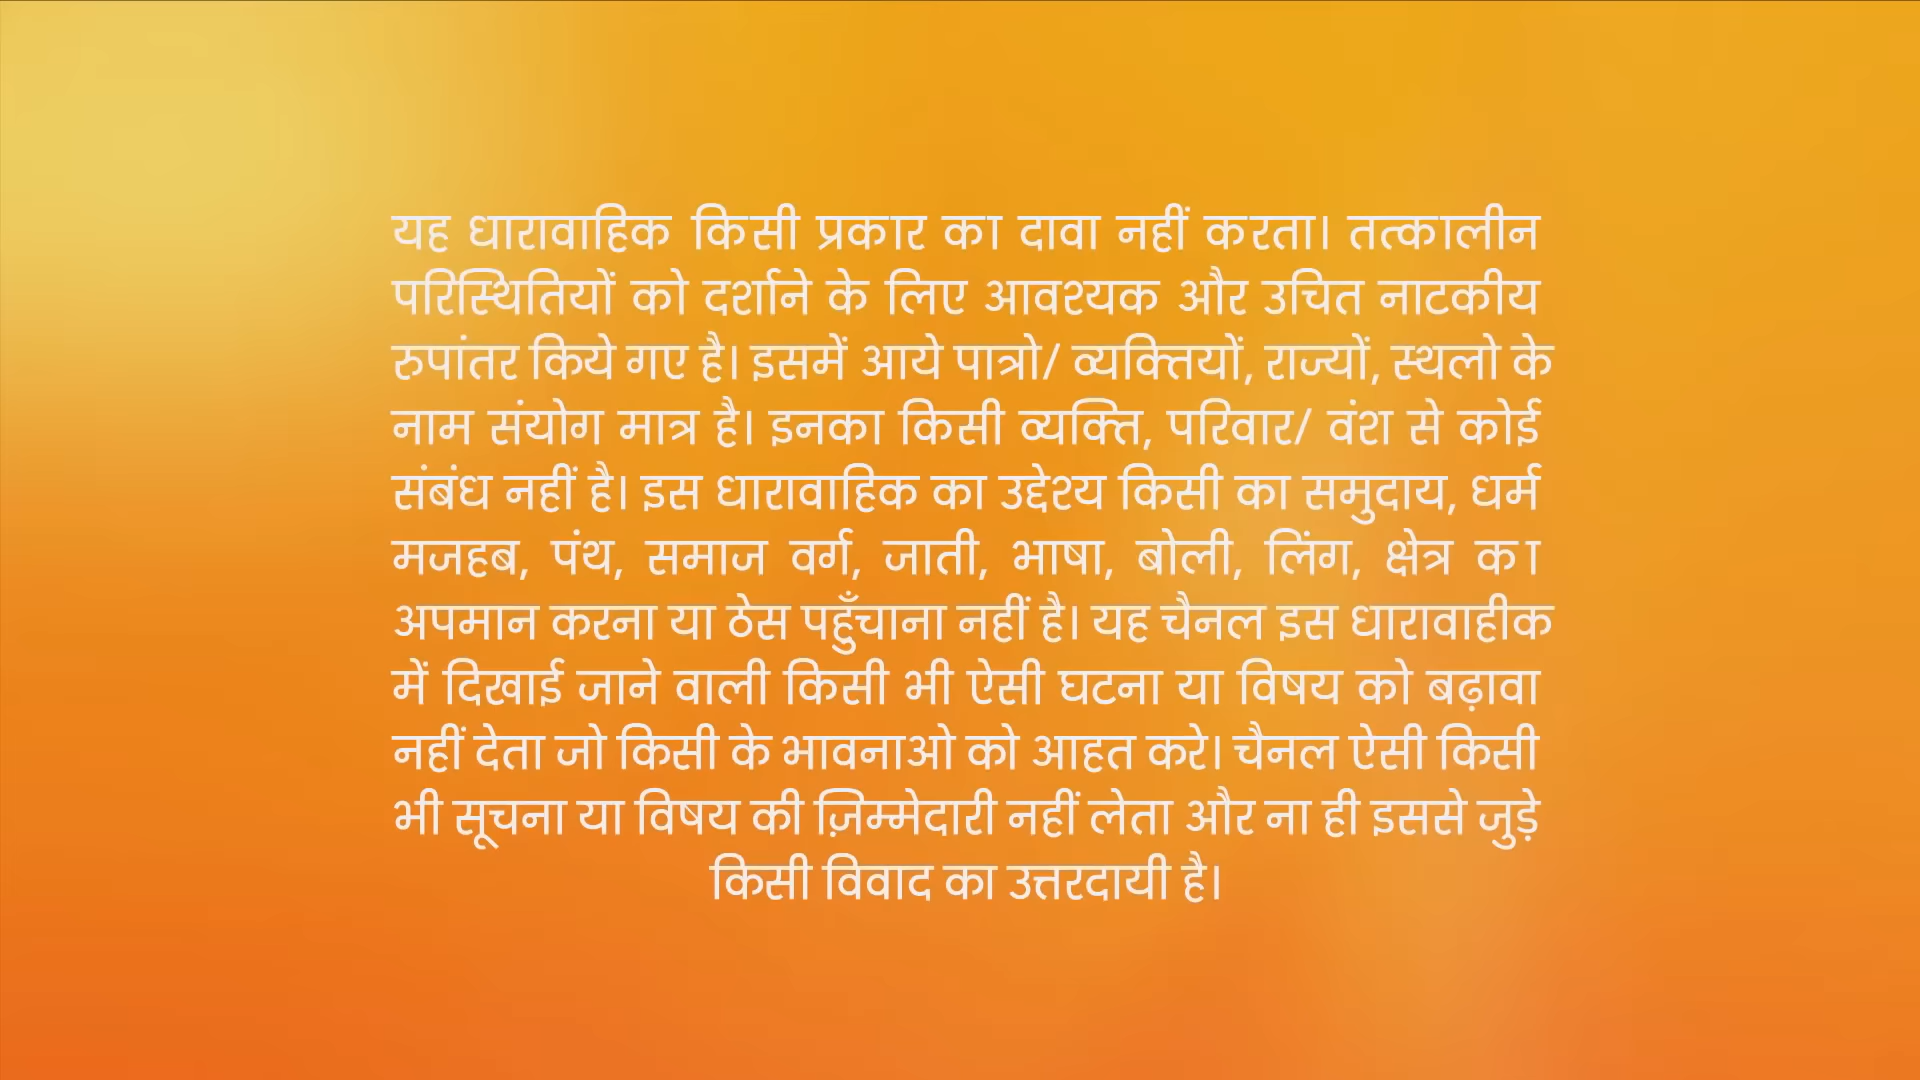 यह धारावाहिक किसी प्रकार का दावा नहीं करता। तत्कालीन
परिस्थितियों को दर्शाने के लिए आवश्यक और उचित नाटकीय
रुपांतर किये गए है। इसमें आये पात्रो/ व्यक्तियों, राज्यों, स्थलो के
नाम संयोग मात्र है। इनका किसी व्यक्ति, परिवार/ वंश से कोई
संबंध नहीं है। इस धारावाहिक का उद्देश्य किसी का समुदाय, धर्म
मजहब, पंथ, समाज वर्ग, जाती, भाषा, बोली, लिंग, क्षेत्र का
अपमान करना या ठेस पहुँचाना नहीं है। यह चैनल इस धारावाहीक
में दिखाई जाने वाली किसी भी ऐसी घटना या विषय को बढ़ावा
नहीं देता जो किसी के भावनाओ को आहत करे। चैनल ऐसी किसी
भी सूचना या विषय की ज़िम्मेदारी नहीं लेता और ना ही इससे जुड़े
किसी विवाद का उत्तरदायी है।